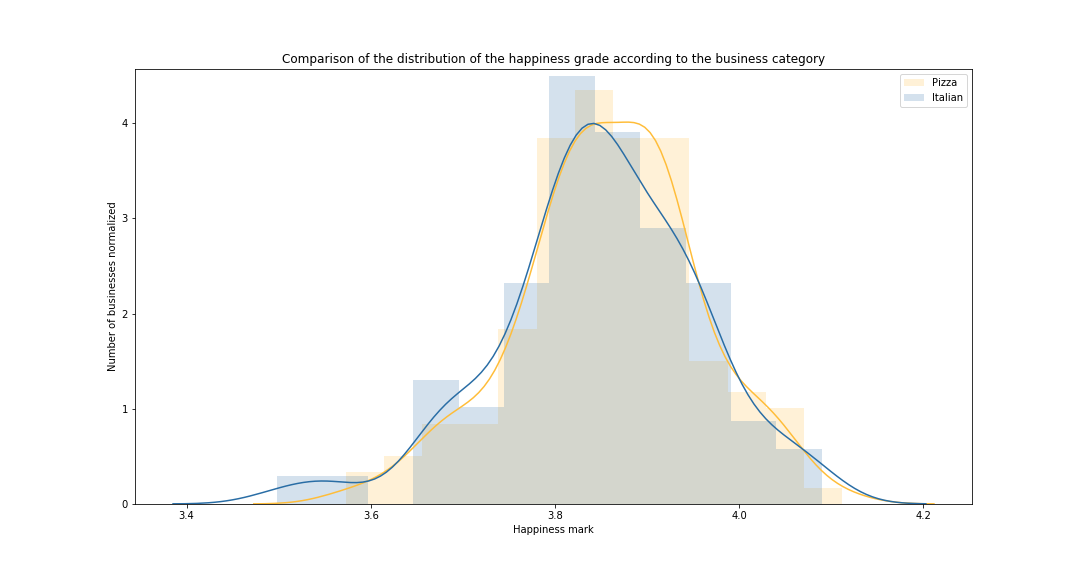 Comparison of the distribution of the happiness grade according to the business category
Pizza
Italian
Number of businesses normalized
4
3
2
1
0
3.4
3.6
3.8
4.0
4.2
Happiness mark